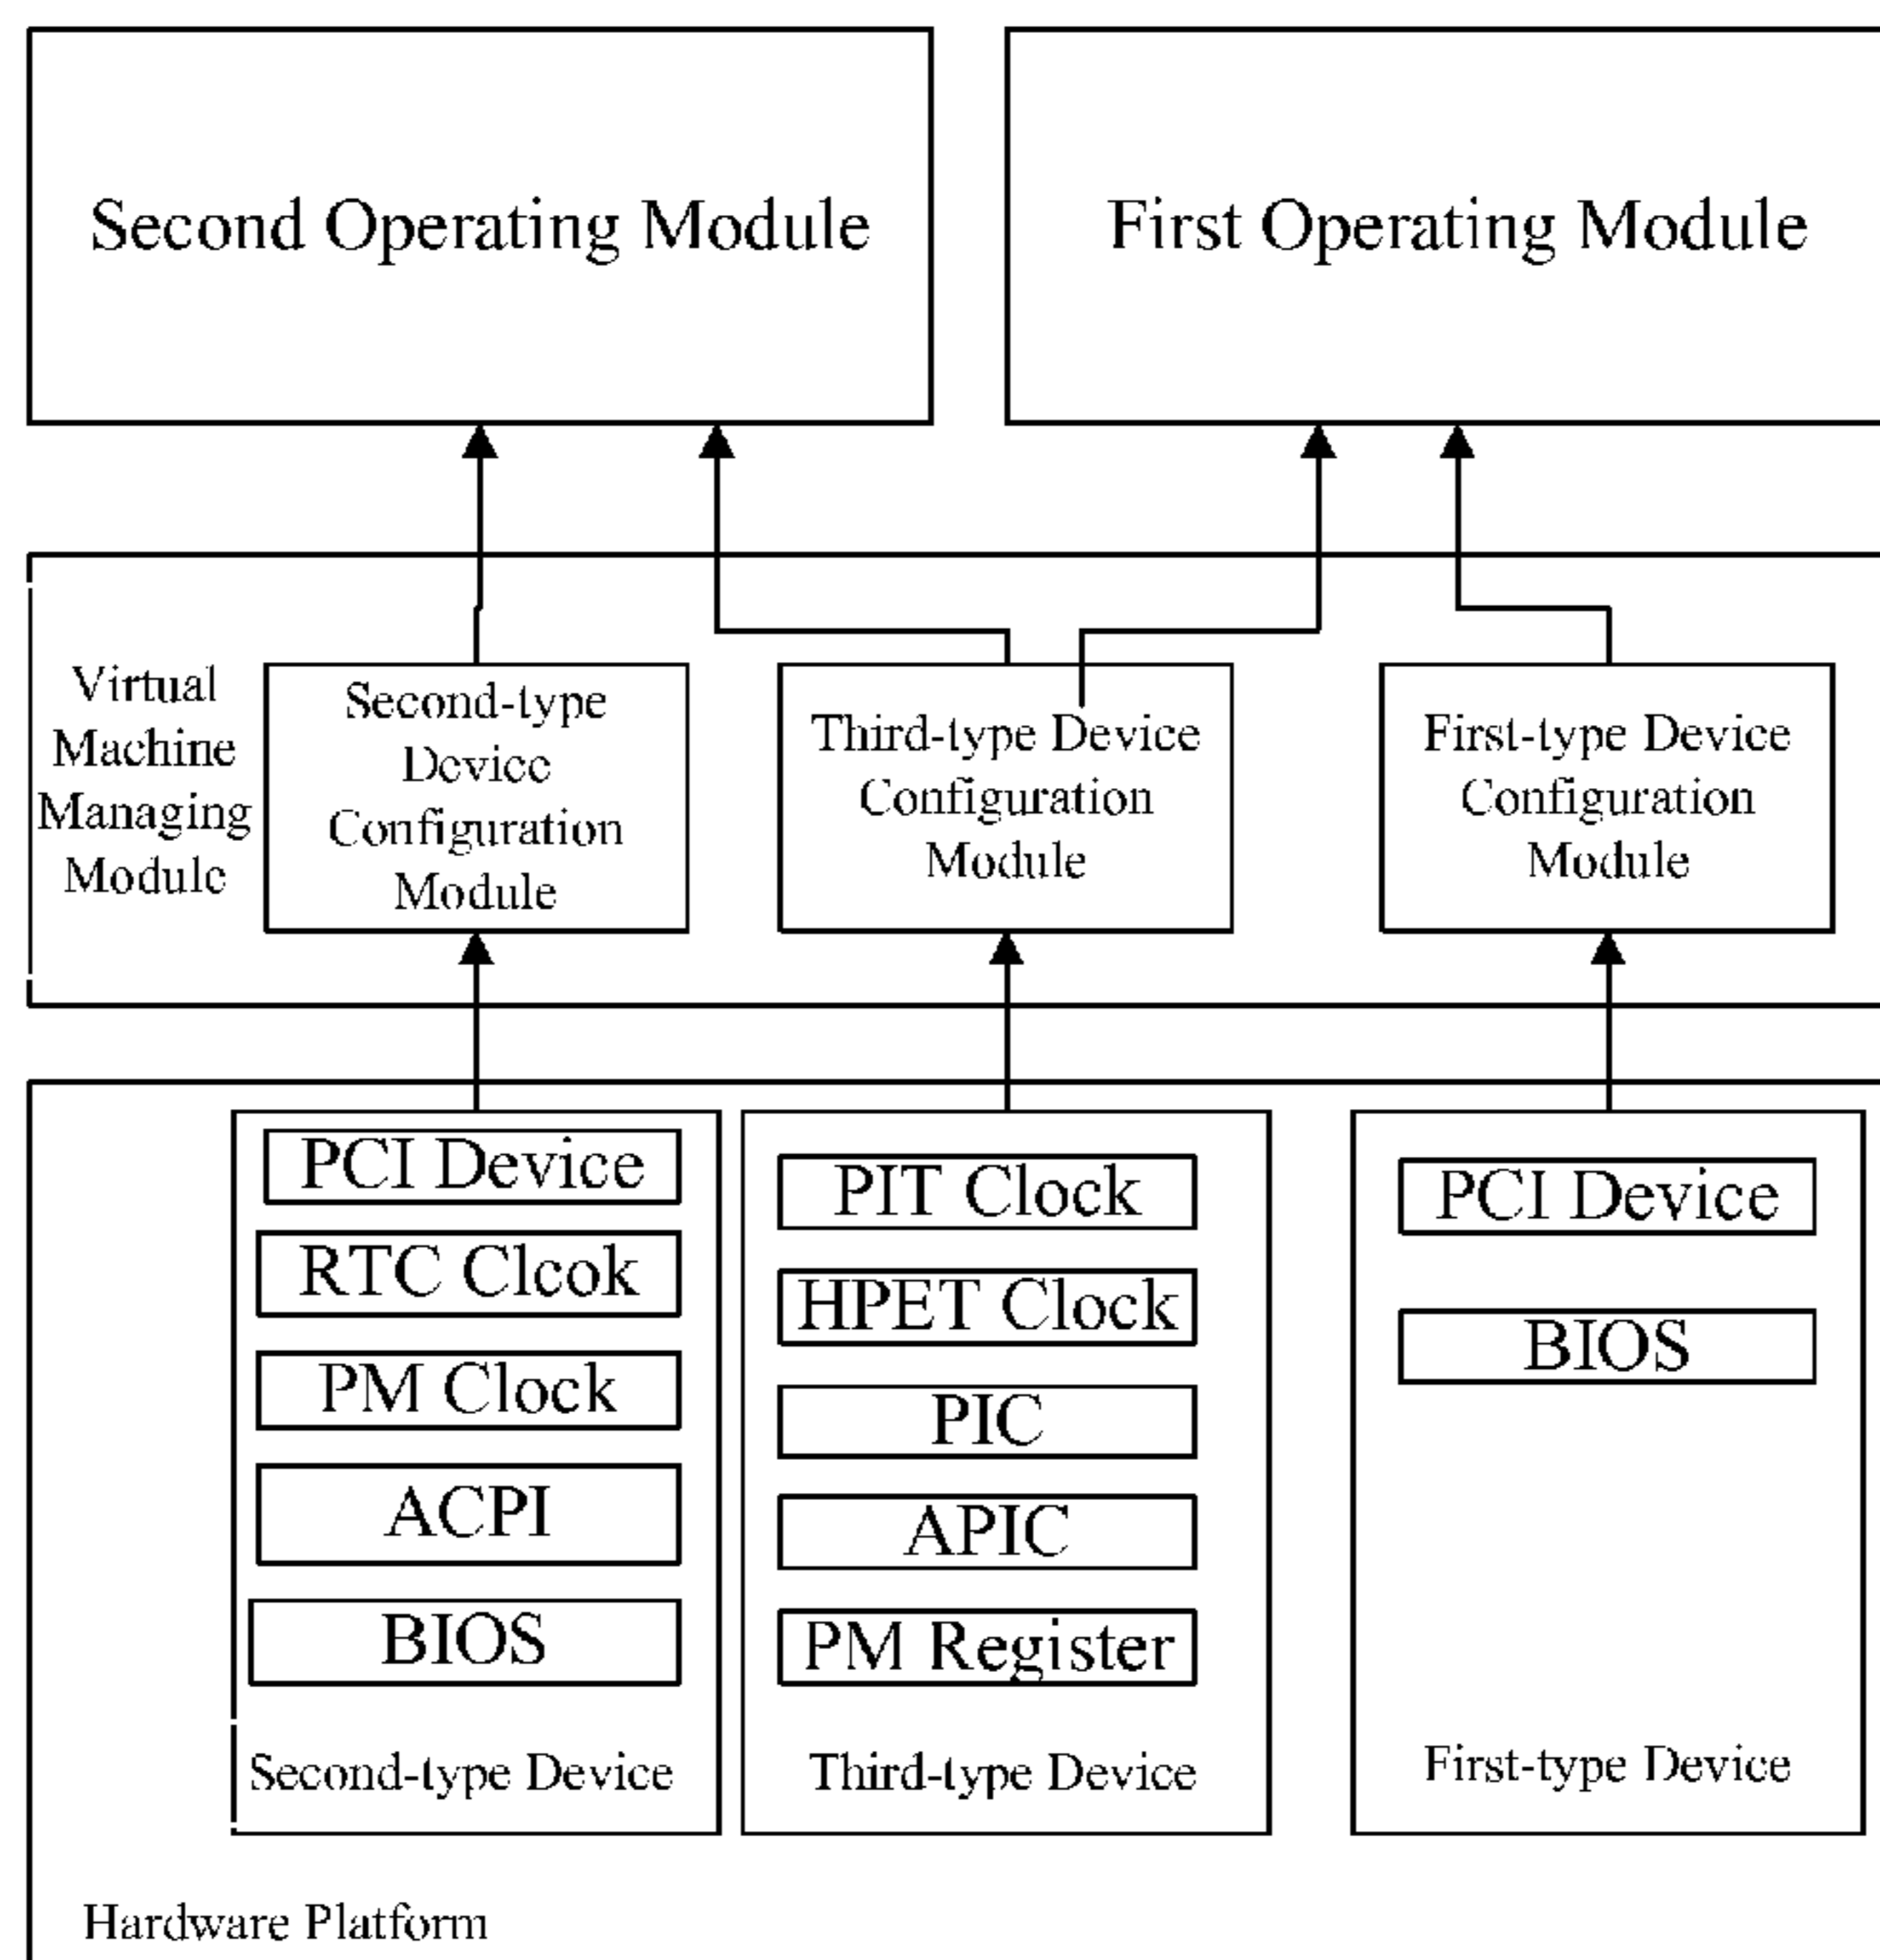 Second Operating Module
First Operating Module
Virtual
Machine
Managing
Module
Second-type
Device
Configuration
Module
Third-type Device
Configuration
Module
First-type Device
Configuration
Module
PCI Device
RTC Clcok
PM Clock
ACPI
BIOS
Second-type Device
PIT Clock
HPET Clock
PIC
APIC
PM Register
Third-type Device
PCI Device
BIOS
First-type Device
Hardware Platform